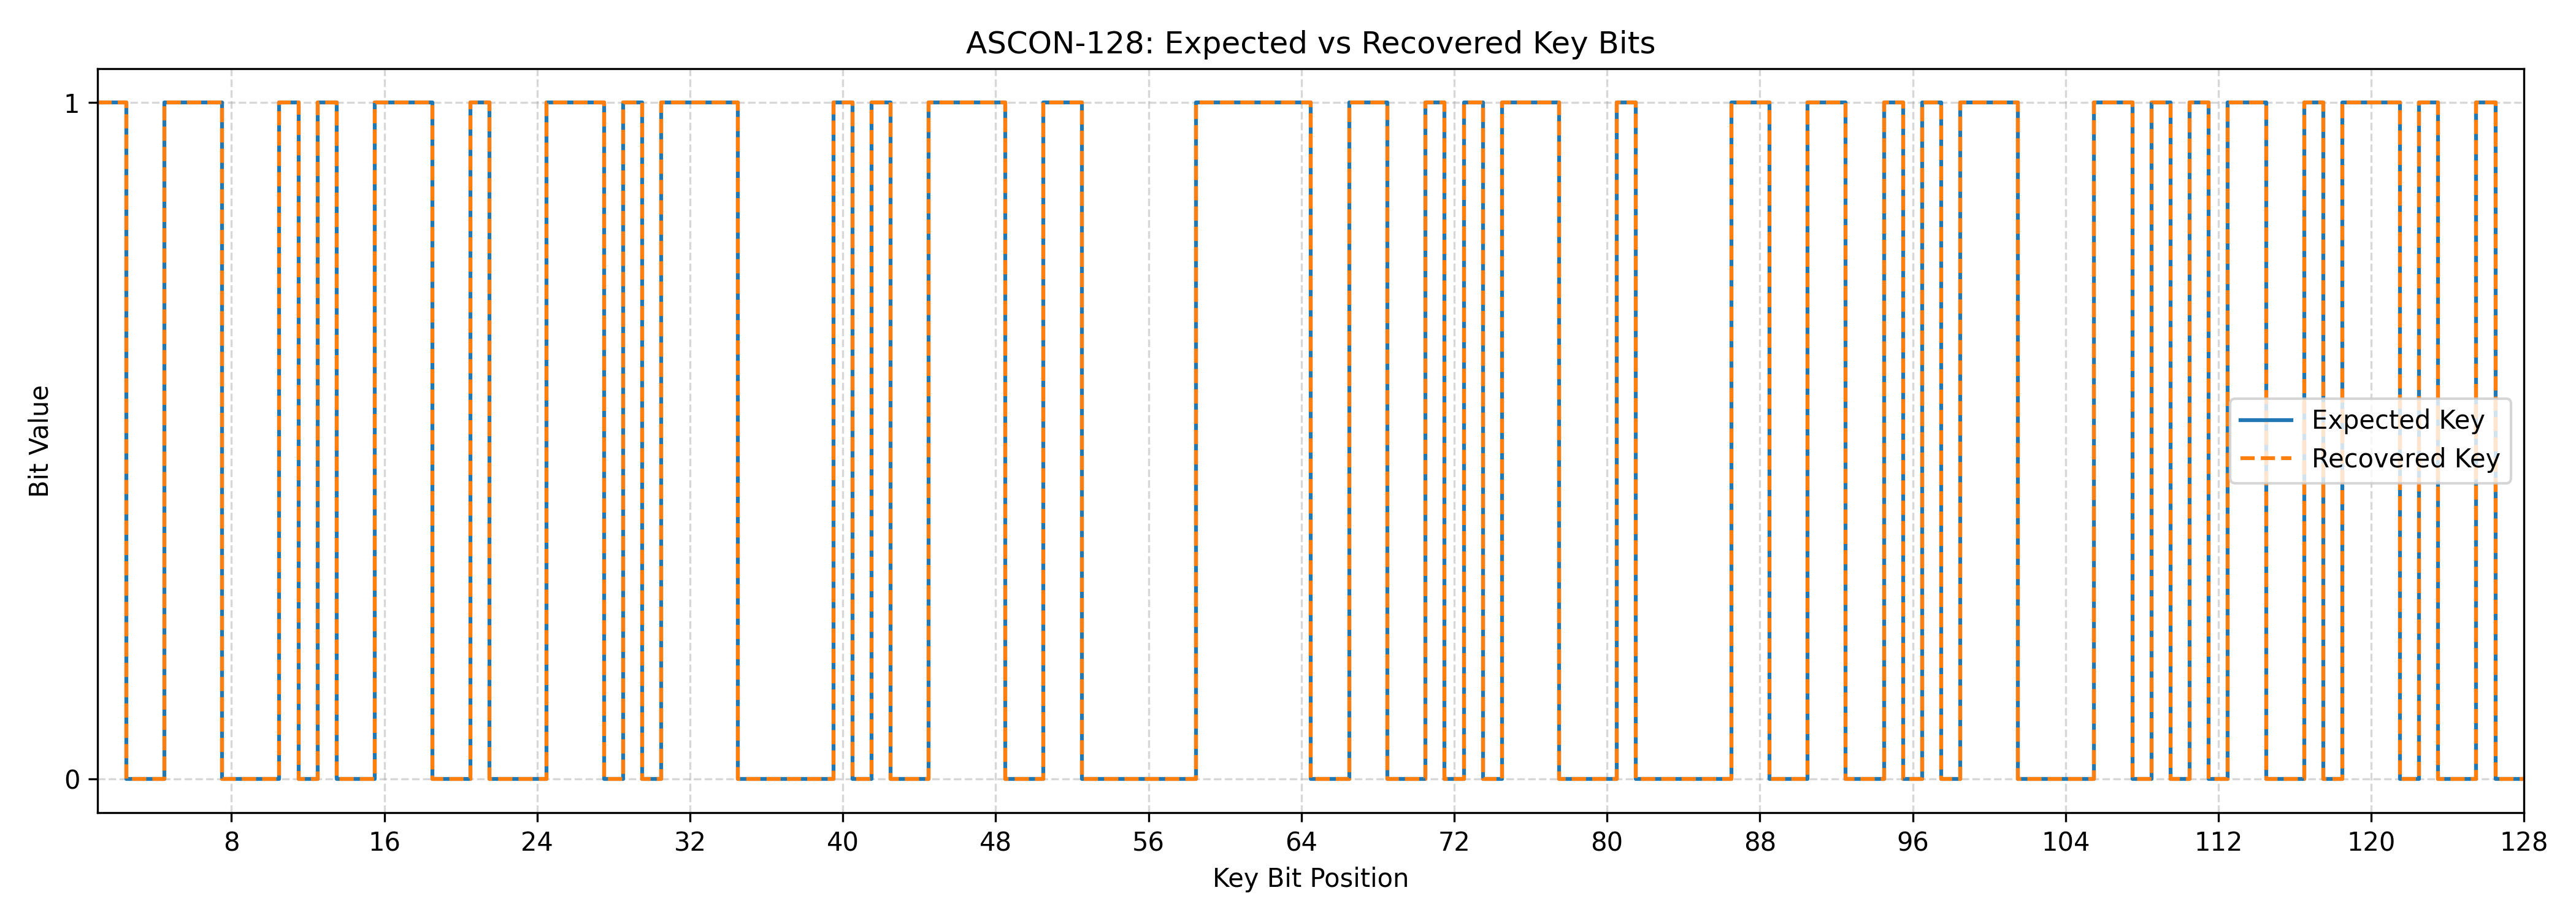 ASCON-128: Expected vs Recovered Key Bits
1
0
Bit Value
Expected Key
Recovered Key
8 16 24 32 40 48 56 64 72 80 88 96 104 112 120 128
Key Bit Position